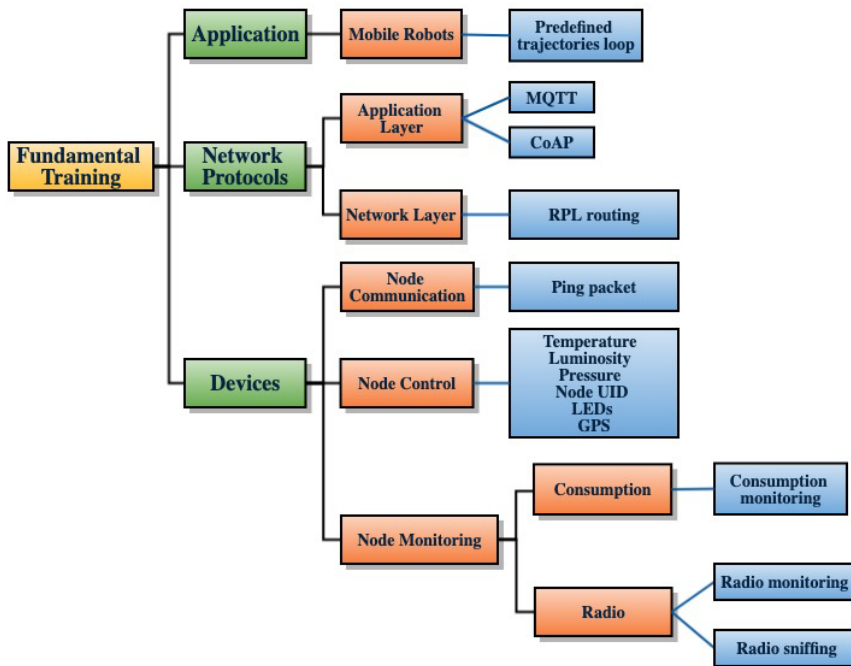 Application
Mobile Robots
Predefined
trajectories loop
Fundamental
Training
Network
Protocols
Application
Layer
MQTT
CoAP
Network Layer
RPL routing
Devices
Node
Communication
Ping packet
Node Control
Temperature
Luminosity
Pressure
Node UID
LEDs
GPS
Node Monitoring
Consumption
Consumption
monitoring
Radio
Radio monitoring
Radio sniffing